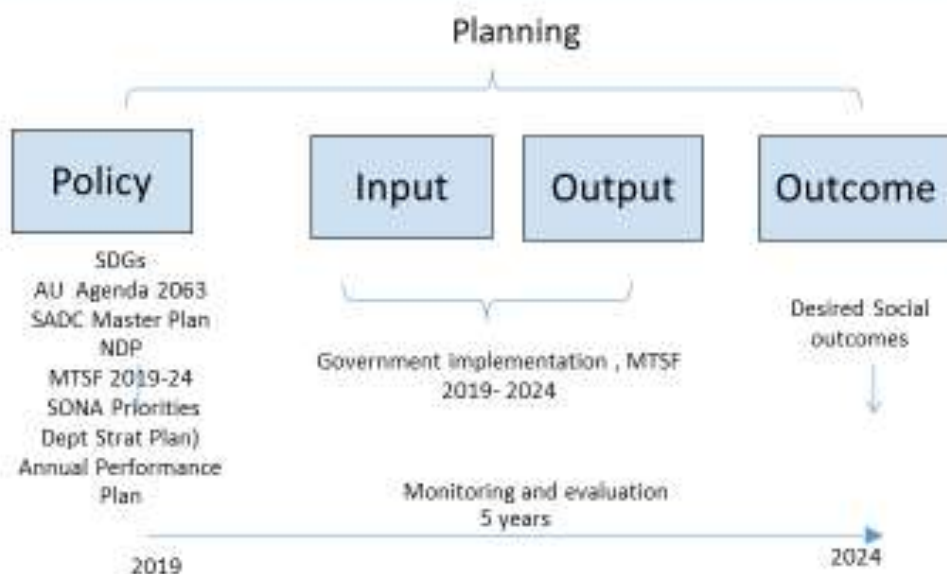 Planning
Policy
Input
Output
Outcome
SDGs
AU Agenda 2063
SADC Master Plan
NDP
MTSF 2019-24
SONA Priorities
Dept Strat Plan)
Annual Performance
Plan
Government implementation , MTSF
2019- 2024
Desired Social
outcomes
Monitoring and evaluation
5 years
2019
2024